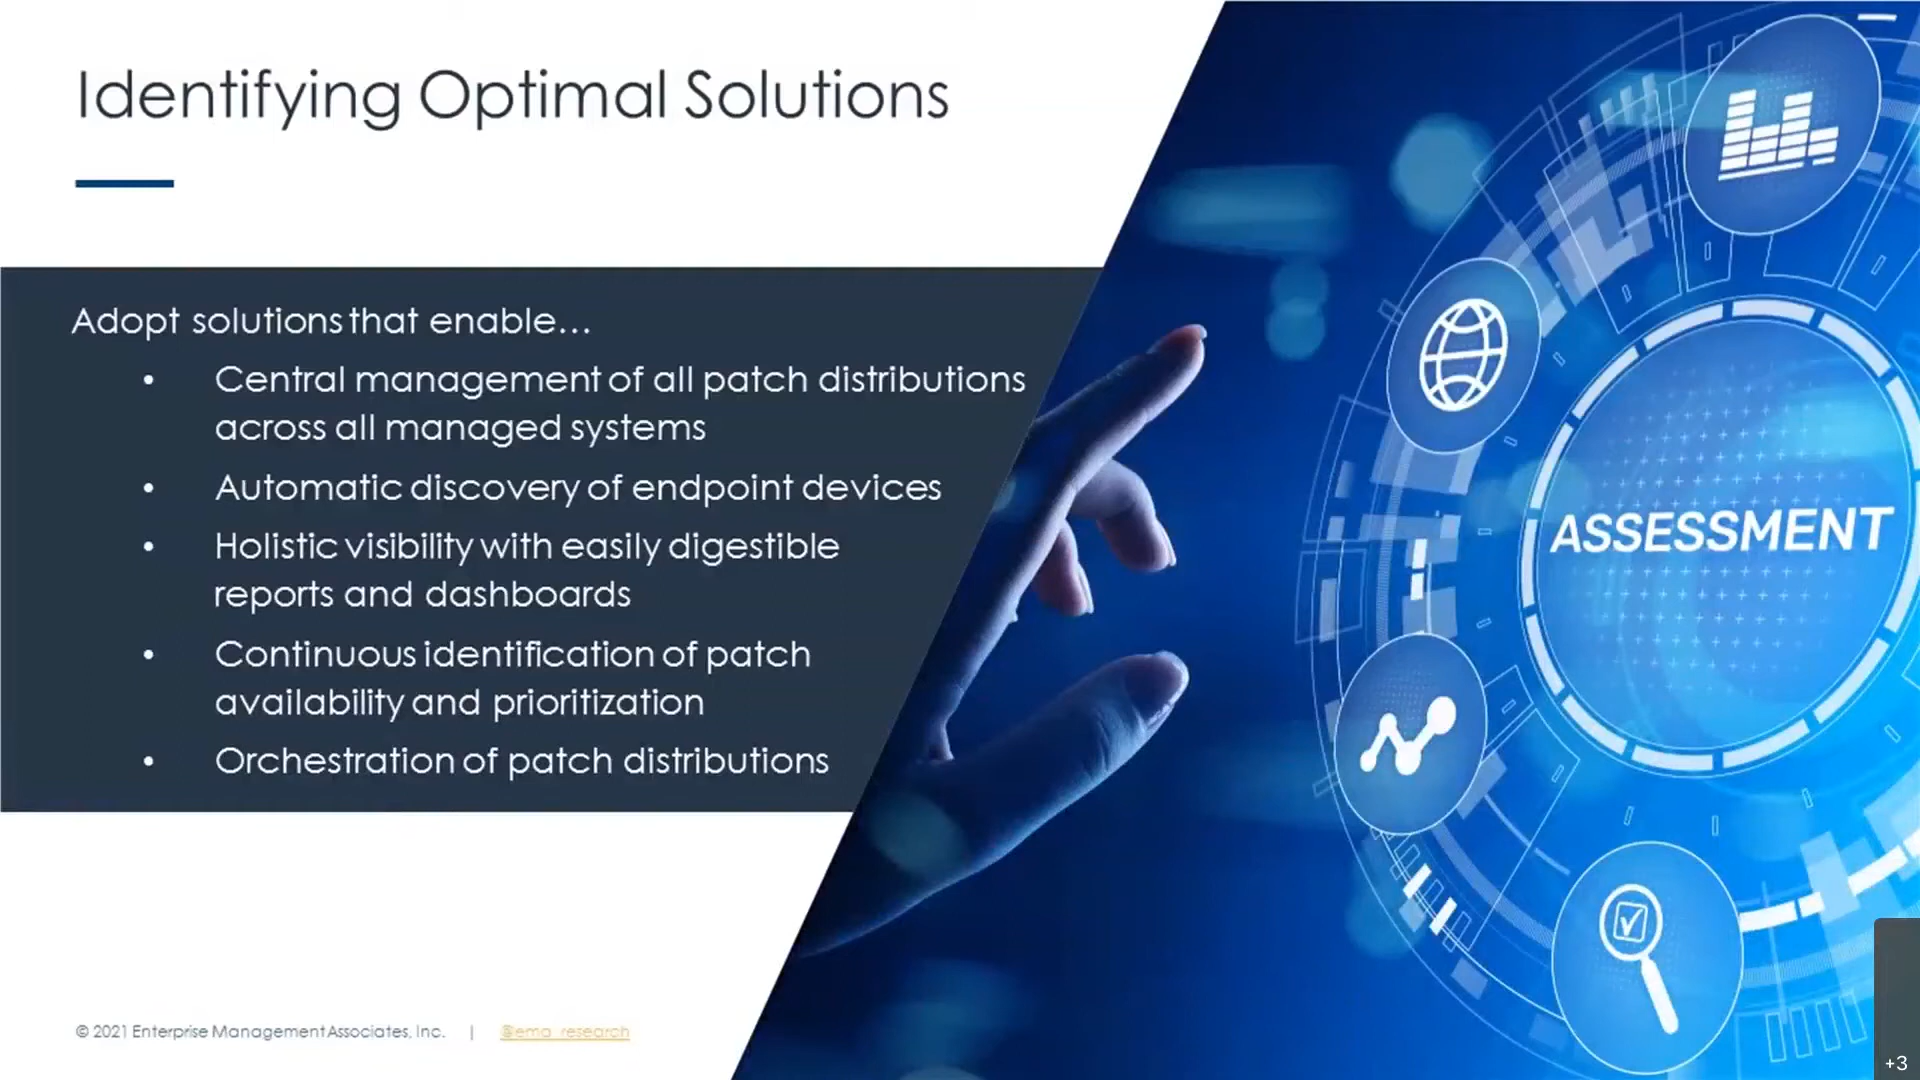 Identifying Optimal Solutions
Adopt solutions that enable...
• Central management of all patch distributions
across all managed systems
• Automatic discovery of endpoint devices
• Holistic visibility with easily digestible
reports and dashboards
• Continuous identification of patch
availability and prioritization
• Orchestration of patch distributions
ASSESSMENT
© 2021 Enterprise Management Associates, Inc. | @ema_research
+3